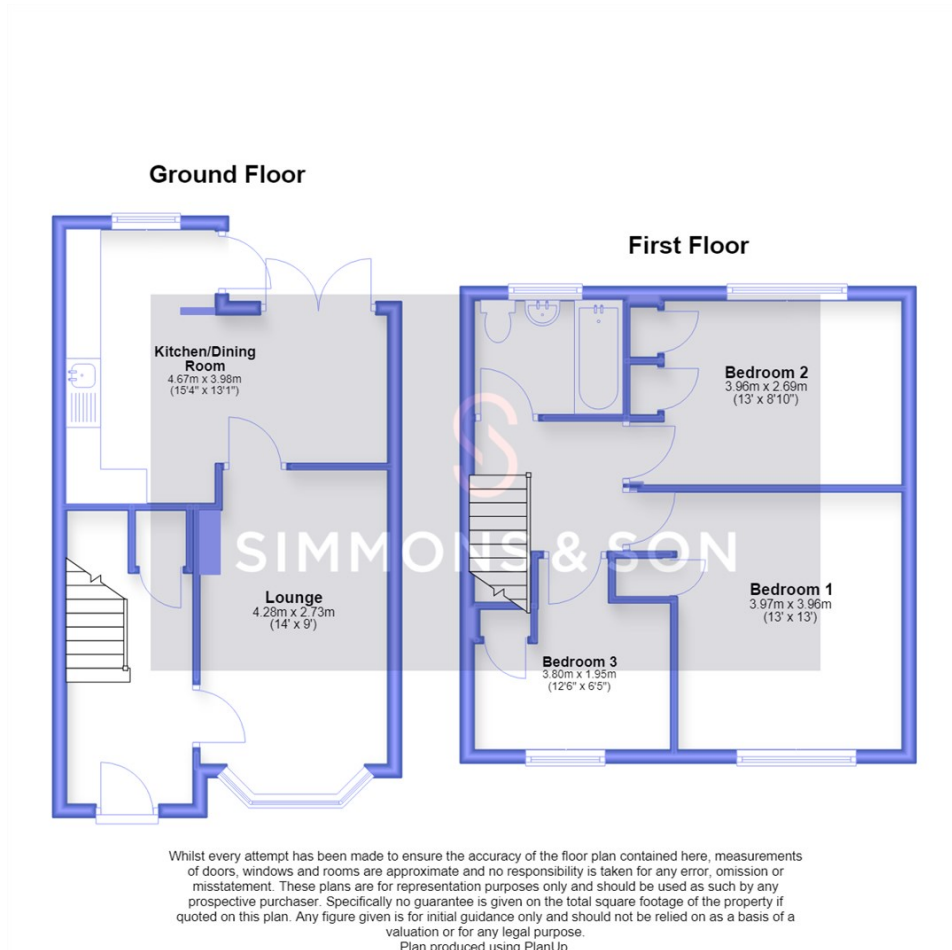 Ground Floor
First Floor
Kitchen/Dining
Room
4.67m x 3.98m
(15'4" x 13'1")
Bedroom 2
3.96m x 2.69m
(13' x 8'10")
SIMMONS & SON
Lounge
4.28m x 2.73m
(14' x 9')
Bedroom 1
3.97m x 3.96m
(13' x 13')
Bedroom 3
3.80m x 1.95m
(12'6" x 6'5")
Whilst every attempt has been made to ensure the accuracy of the floor plan contained here, measurements
of doors, windows and rooms are approximate and no responsibility is taken for any error, omission or
misstatement. These plans are for representation purposes only and should be used as such by any
prospective purchaser. Specifically no guarantee is given on the total square footage of the property if
quoted on this plan. Any figure given is for initial guidance only and should not be relied on as a basis of a
valuation or for any legal purpose.
Plan produced using PlanUp.